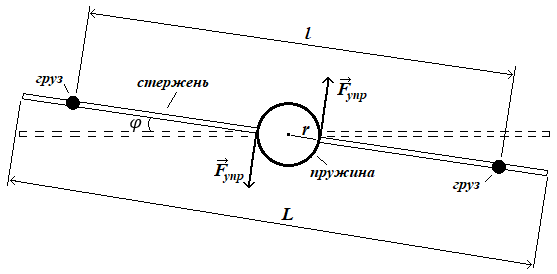 l
груз
стержень
F упр
φ
r
F упр
пружина
груз
L